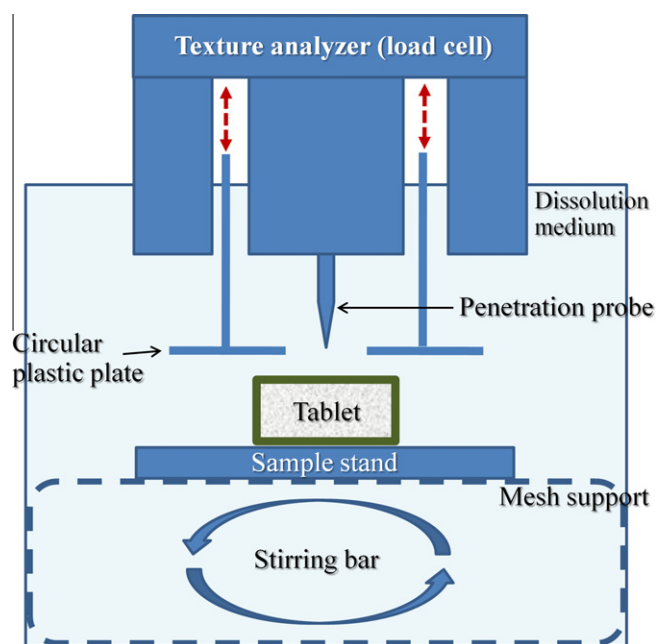 Texture analyzer (load cell)
Dissolution
medium
Penetration probe
Circular
plastic plate
Tablet
Sample stand
Mesh support
Stirring bar